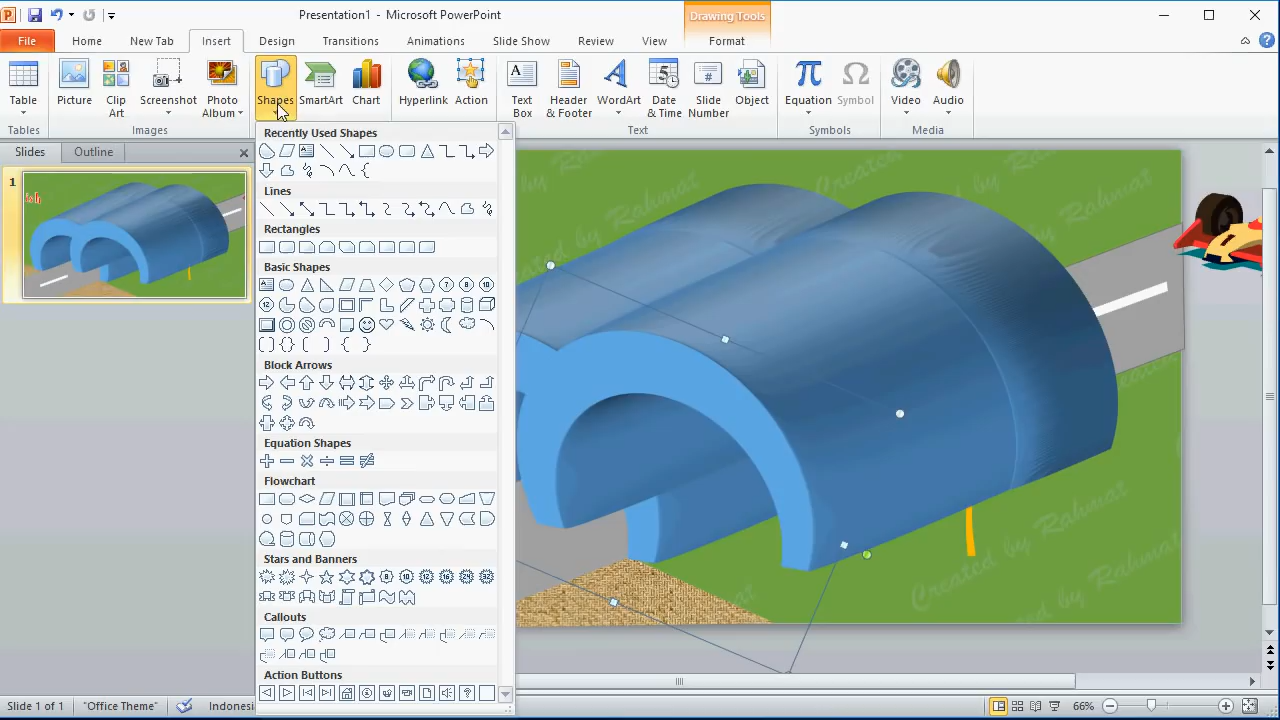 Presentation1 - Microsoft PowerPoint
Drawing Tools
File Home New Tab Insert Design Transitions Animations Slide Show Review View Format
Table Picture Clip Art Screenshot Photo Album Shapes SmartArt Chart Hyperlink Action Text Box Header & Footer WordArt Date & Time Slide Number Object Equation Symbol Video Audio
Tables Images Text Symbols Media
Slides Outline
Recently Used Shapes
Lines
Rectangles
Basic Shapes
Block Arrows
Equation Shapes
Flowchart
Stars and Banners
Callouts
Action Buttons
1
Created by Rahmat
Created by Rahmat
Created by Rahmat
Slide 1 of 1 "Office Theme" 66%